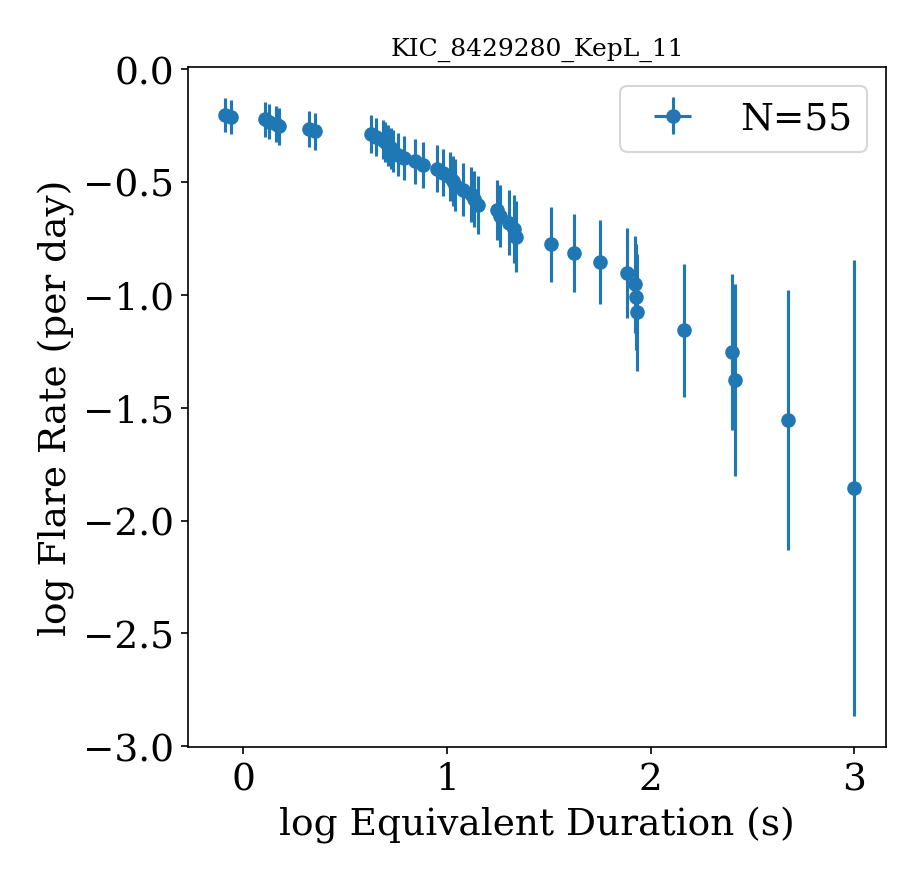 KIC_8429280_KepL_11
N=55
0.0
−0.5
−1.0
−1.5
−2.0
−2.5
−3.0
log Flare Rate (per day)
0 1 2 3
log Equivalent Duration (s)